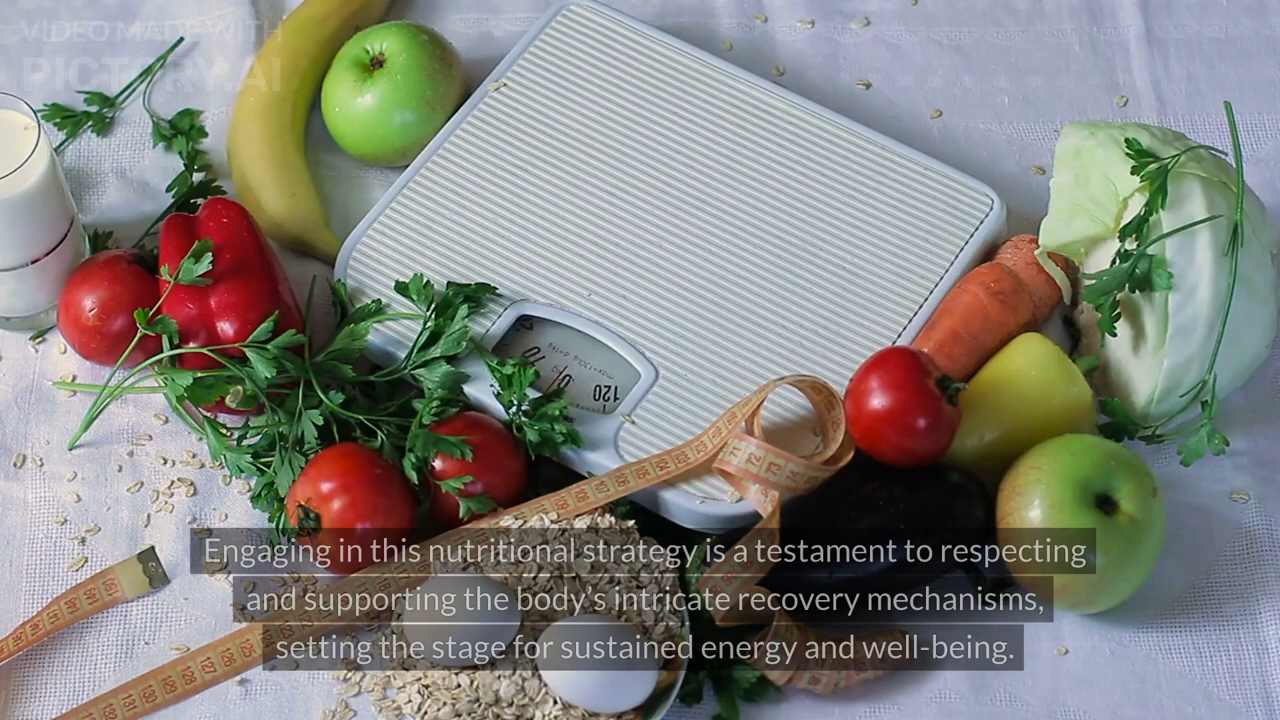 VIDEO MADE WITH
PICTORY.AI
120
Engaging in this nutritional strategy is a testament to respecting
and supporting the body's intricate recovery mechanisms,
setting the stage for sustained energy and well-being.